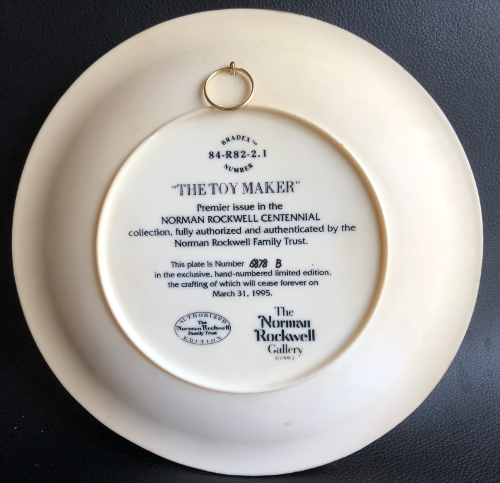 BRADEX™
84-R82-2.1
NUMBER
"THE TOY MAKER"
Premier issue in the
NORMAN ROCKWELL CENTENNIAL
collection, fully authorized and authenticated by the
Norman Rockwell Family Trust.
This plate is Number 6878 B
in the exclusive, hand-numbered limited edition.
the crafting of which will cease forever on
March 31, 1995.
AUTHORIZED
The
Norman Rockwell
Family Trust
EDITION
The
Norman
Rockwell
Gallery
©1993